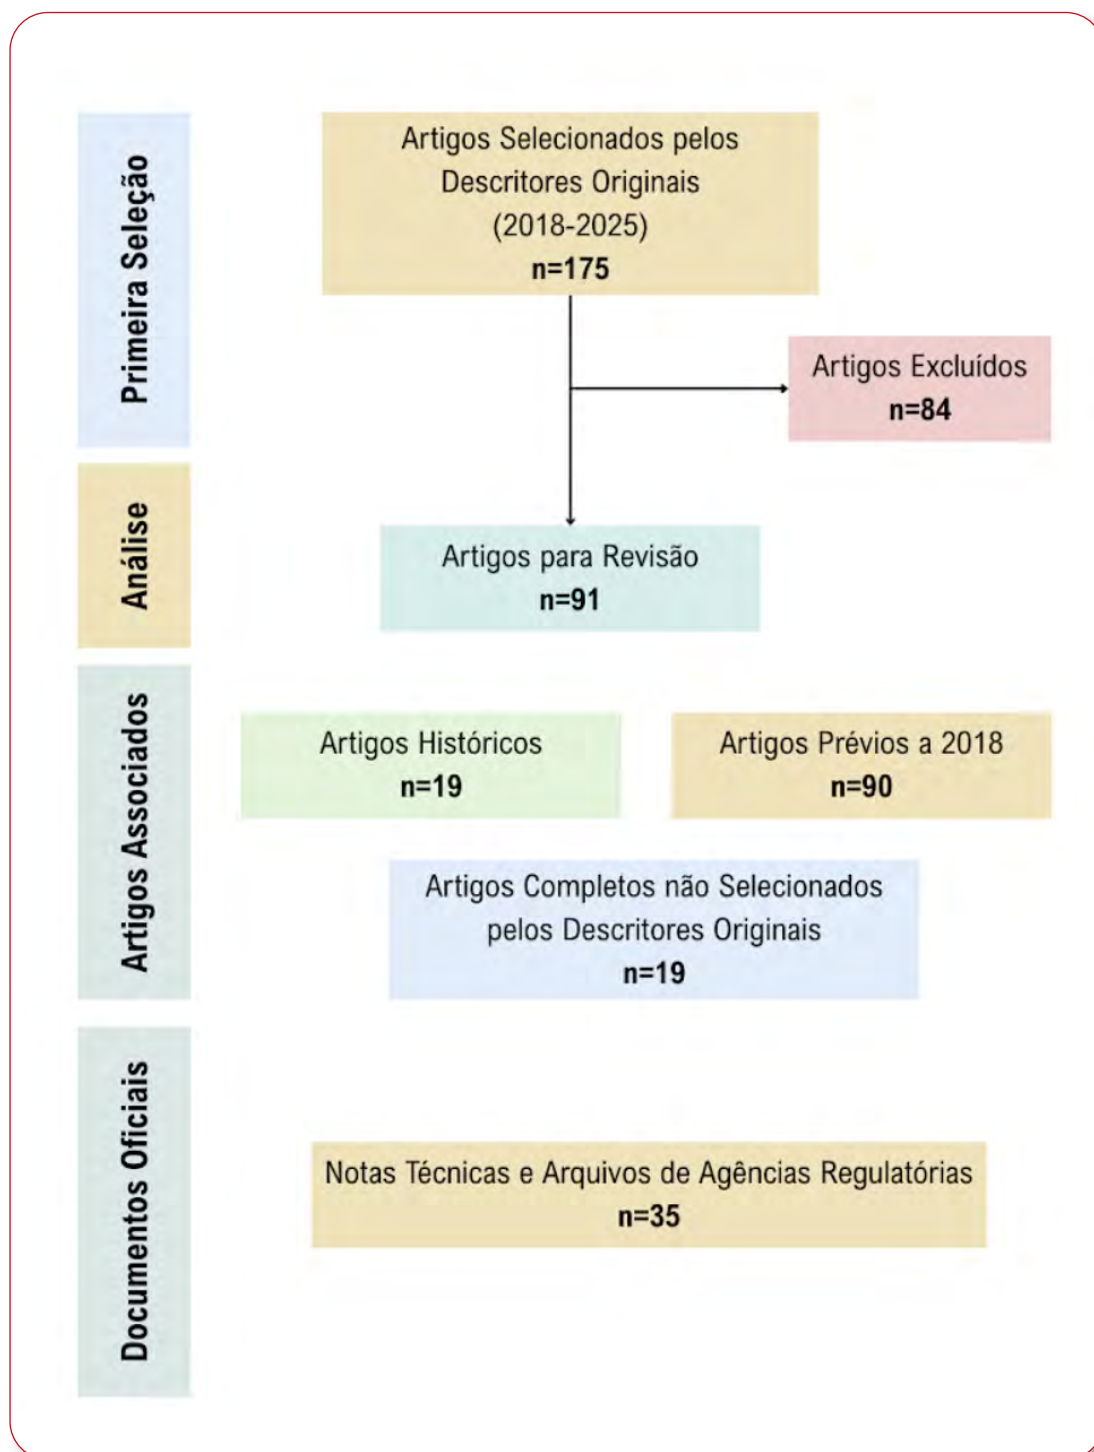 Primeira Seleção
Artigos Selecionados pelos
Descritores Originais
(2018-2025)
n=175
Artigos Excluídos
n=84
Análise
Artigos para Revisão
n=91
Artigos Associados
Artigos Históricos
n=19
Artigos Prévios a 2018
n=90
Artigos Completos não Selecionados
pelos Descritores Originais
n=19
Documentos Oficiais
Notas Técnicas e Arquivos de Agências Regulatórias
n=35